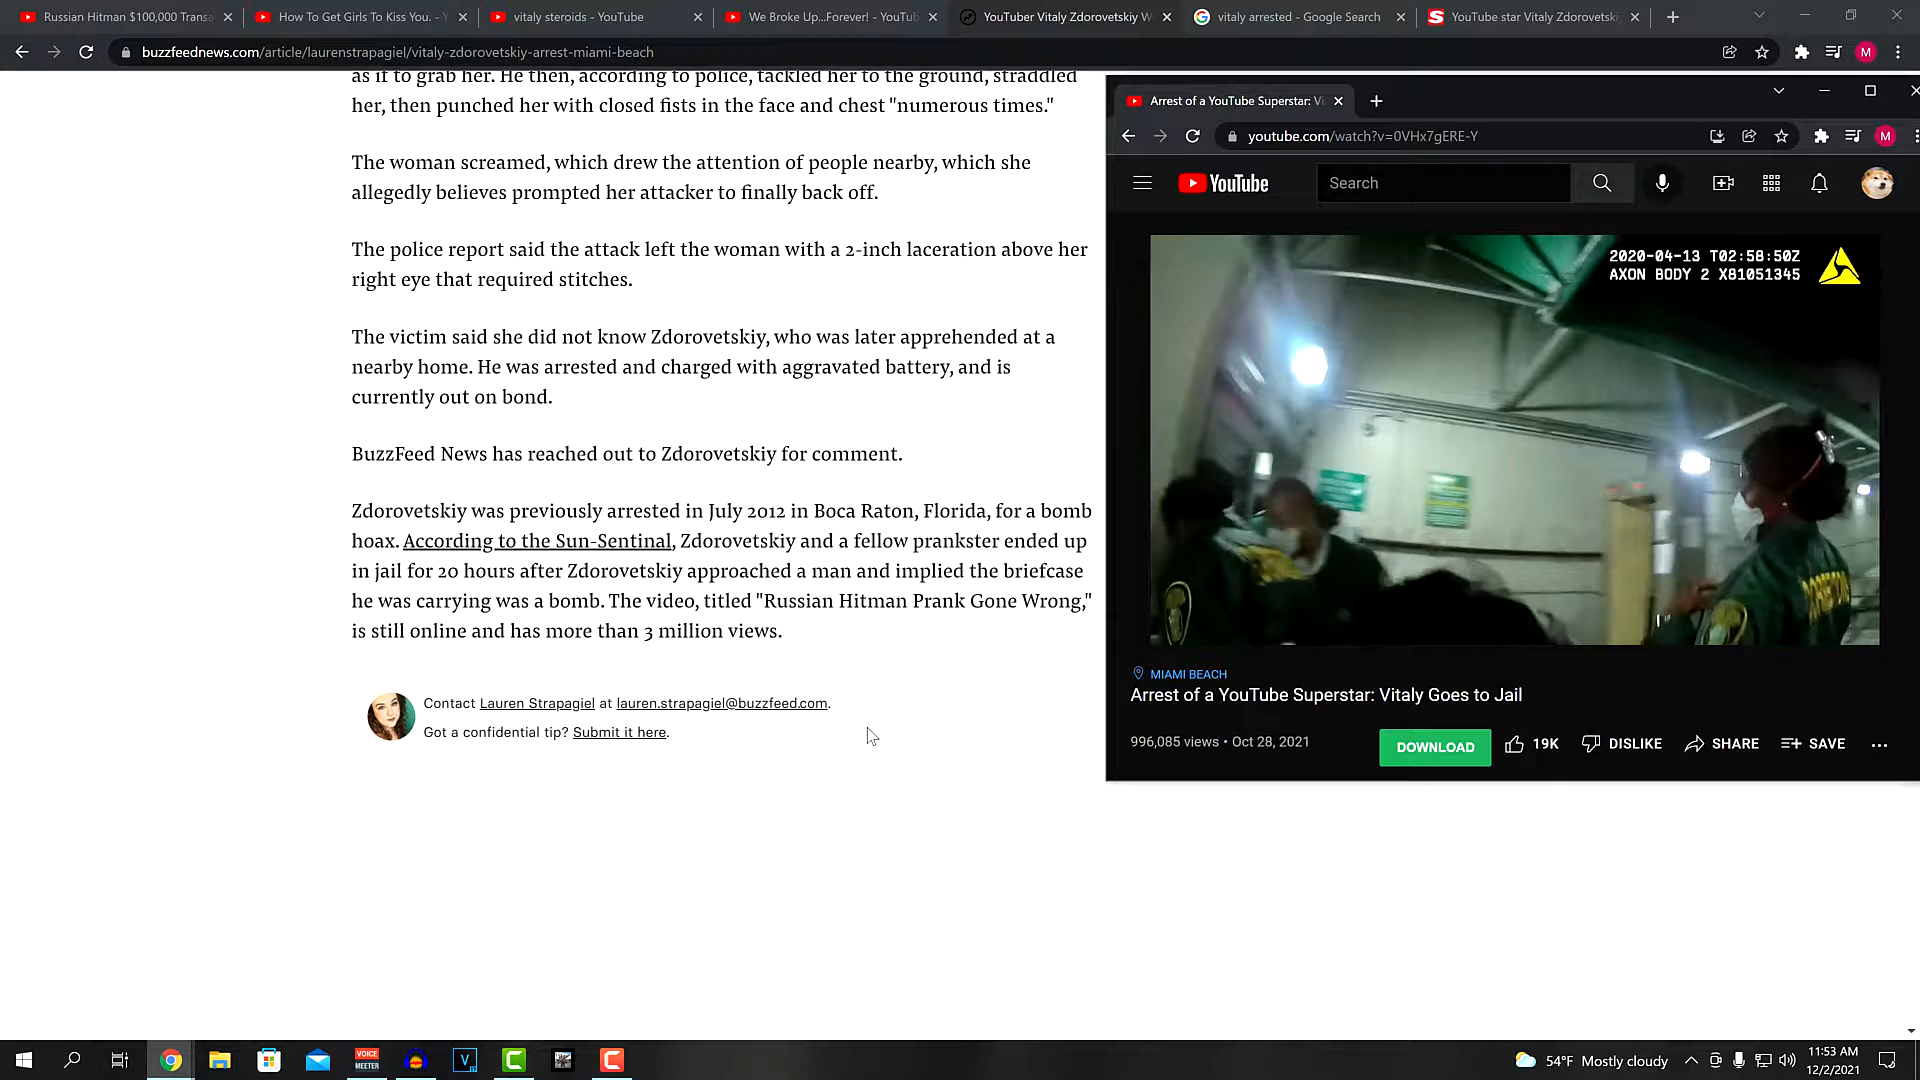 Russian Hitman $100,000 Transa
How To Get Girls To Kiss You. - Y
vitaly steroids - YouTube
We Broke Up...Forever! - YouTub
YouTuber Vitaly Zdorovetskiy W
vitaly arrested - Google Search
YouTube star Vitaly Zdorovetski
buzzfeednews.com/article/laurenstrapagiel/vitaly-zdorovetskiy-arrest-miami-beach
M
as if to grab her. He then, according to police, tackled her to the ground, straddled
her, then punched her with closed fists in the face and chest "numerous times."
The woman screamed, which drew the attention of people nearby, which she
allegedly believes prompted her attacker to finally back off.
The police report said the attack left the woman with a 2-inch laceration above her
right eye that required stitches.
The victim said she did not know Zdorovetskiy, who was later apprehended at a
nearby home. He was arrested and charged with aggravated battery, and is
currently out on bond.
BuzzFeed News has reached out to Zdorovetskiy for comment.
Zdorovetskiy was previously arrested in July 2012 in Boca Raton, Florida, for a bomb
hoax. According to the Sun-Sentinal, Zdorovetskiy and a fellow prankster ended up
in jail for 20 hours after Zdorovetskiy approached a man and implied the briefcase
he was carrying was a bomb. The video, titled "Russian Hitman Prank Gone Wrong,"
is still online and has more than 3 million views.
Contact Lauren Strapagiel at lauren.strapagiel@buzzfeed.com.
Got a confidential tip? Submit it here.
Arrest of a YouTube Superstar: Vi
youtube.com/watch?v=0VHx7gERE-Y
M
YouTube
Search
2020-04-13 T02:58:50Z
AXON BODY 2 X81051345
MIAMI BEACH
Arrest of a YouTube Superstar: Vitaly Goes to Jail
996,085 views • Oct 28, 2021
DOWNLOAD
19K
DISLIKE
SHARE
SAVE
VOICE
MEETER
54°F Mostly cloudy
11:53 AM
12/2/2021